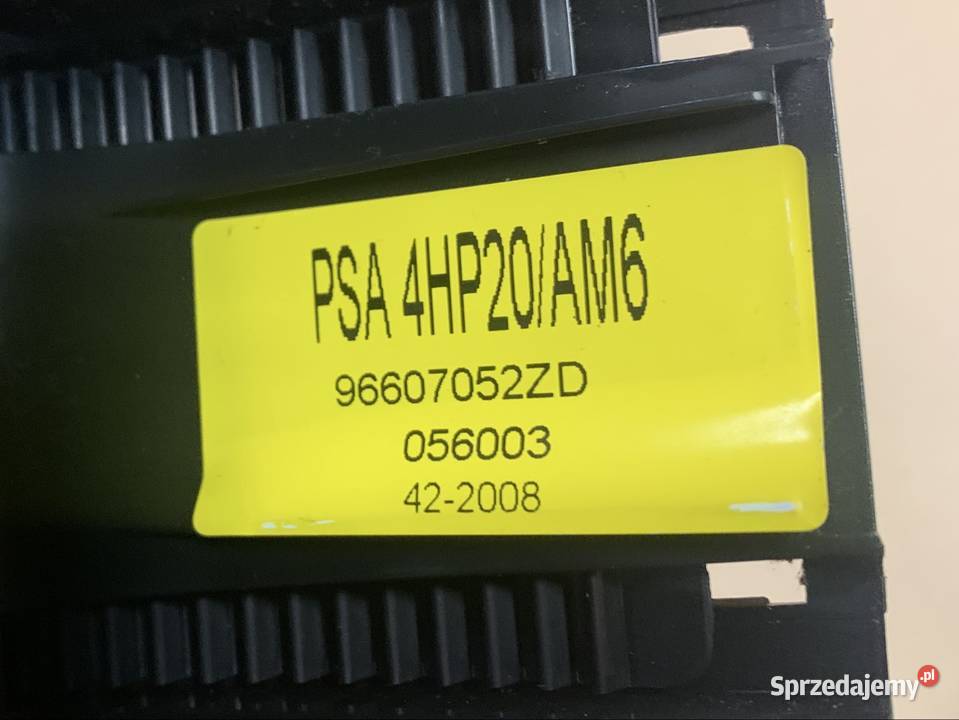 PSA 4HP20/AM6
96607052ZD
056003
42-2008
Sprzedajemy.pl